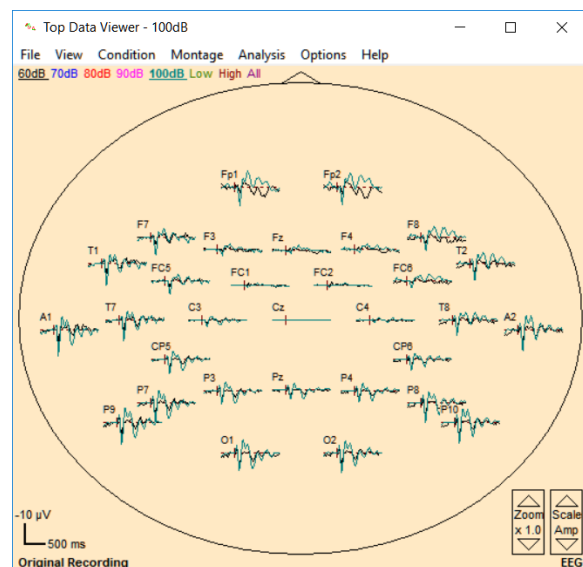 Top Data Viewer - 100dB
File View Condition Montage Analysis Options Help
60dB 70dB 80dB 90dB 100dB Low High All
Fp1 Fp2
F7 F3 Fz F4 F8
T1 T2
FC5 FC1 FC2 FC6
A1 T7 C3 Cz C4 T8 A2
CP5 CP6
P7 P3 Pz P4 P8
P9 P10
O1 O2
-10 µV
500 ms
Zoom Scale
x 1.0 Amp
Original Recording EEG